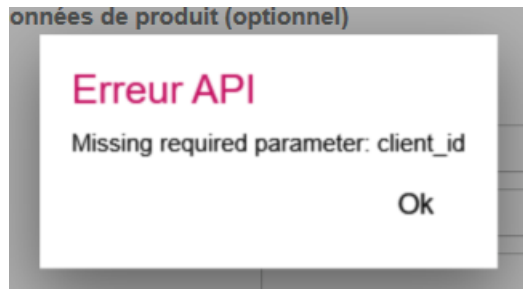 onnées de produit (optionnel)
Erreur API
Missing required parameter: client_id
Ok